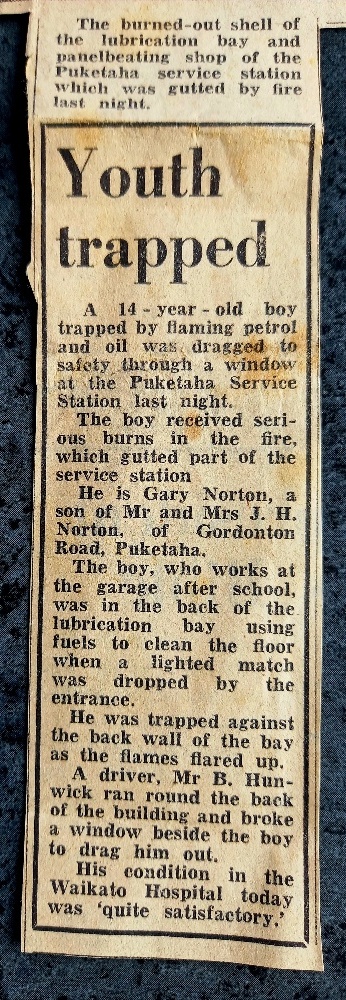 The burned-out shell of
the lubrication bay and
panelbeating shop of the
Puketaha service station
which was gutted by fire
last night.
Youth
trapped
A 14-year-old boy
trapped by flaming petrol
and oil was dragged to
safety through a window
at the Puketaha Service
Station last night.
The boy received seri-
ous burns in the fire,
which gutted part of the
service station
He is Gary Norton, a
son of Mr and Mrs J. H.
Norton, of Gordonton
Road, Puketaha.
The boy, who works at
the garage after school,
was in the back of the
lubrication bay using
fuels to clean the floor
when a lighted match
was dropped by the
entrance.
He was trapped against
the back wall of the bay
as the flames flared up.
A driver, Mr B. Hun-
wick ran round the back
of the building and broke
a window beside the boy
to drag him out.
His condition in the
Waikato Hospital today
was 'quite satisfactory.'